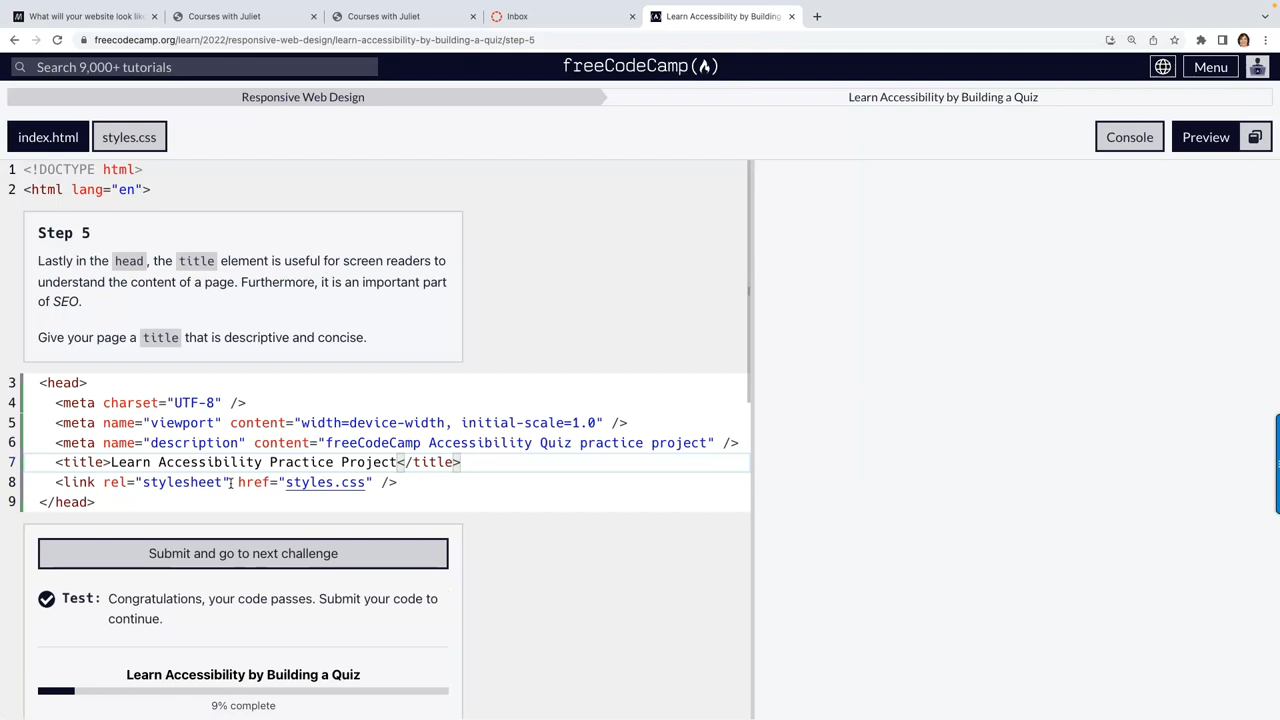 What will your website look like
Courses with Juliet
Courses with Juliet
Inbox
Learn Accessibility by Building
freecodecamp.org/learn/2022/responsive-web-design/learn-accessibility-by-building-a-quiz/step-5
Search 9,000+ tutorials
freeCodeCamp
Menu
Responsive Web Design
Learn Accessibility by Building a Quiz
index.html
styles.css
Console
Preview
1 <!DOCTYPE html>
2 <html lang="en">
Step 5
Lastly in the head, the title element is useful for screen readers to
understand the content of a page. Furthermore, it is an important part
of SEO.
Give your page a title that is descriptive and concise.
3 <head>
4 <meta charset="UTF-8" />
5 <meta name="viewport" content="width=device-width, initial-scale=1.0" />
6 <meta name="description" content="freeCodeCamp Accessibility Quiz practice project" />
7 <title>Learn Accessibility Practice Project</title>
8 <link rel="stylesheet" href="styles.css" />
9 </head>
Submit and go to next challenge
Test: Congratulations, your code passes. Submit your code to
continue.
Learn Accessibility by Building a Quiz
9% complete